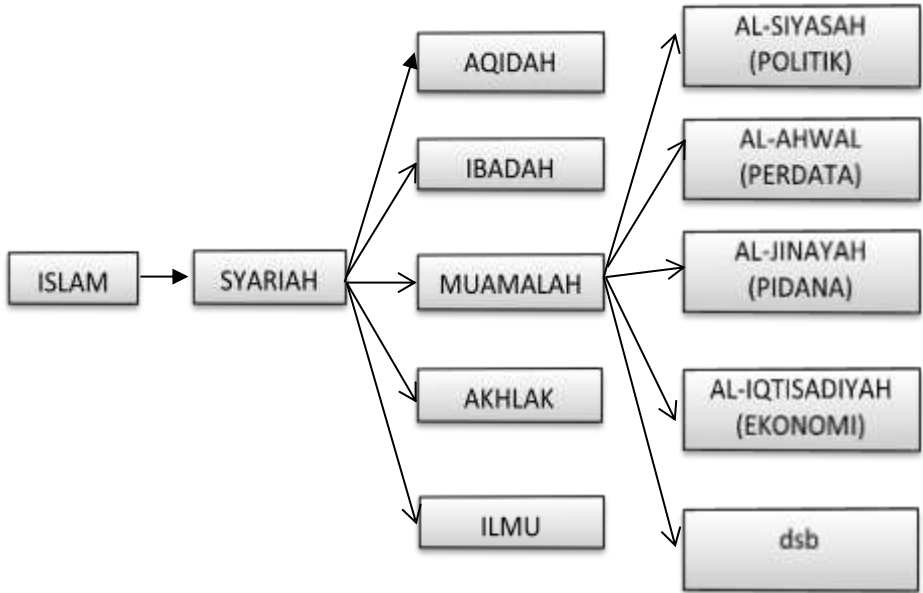 ISLAM
SYARIAH
AQIDAH
IBADAH
MUAMALAH
AKHLAK
ILMU
AL-SIYASAH
(POLITIK)
AL-AHWAL
(PERDATA)
AL-JINAYAH
(PIDANA)
AL-IQTISADIYAH
(EKONOMI)
dsb